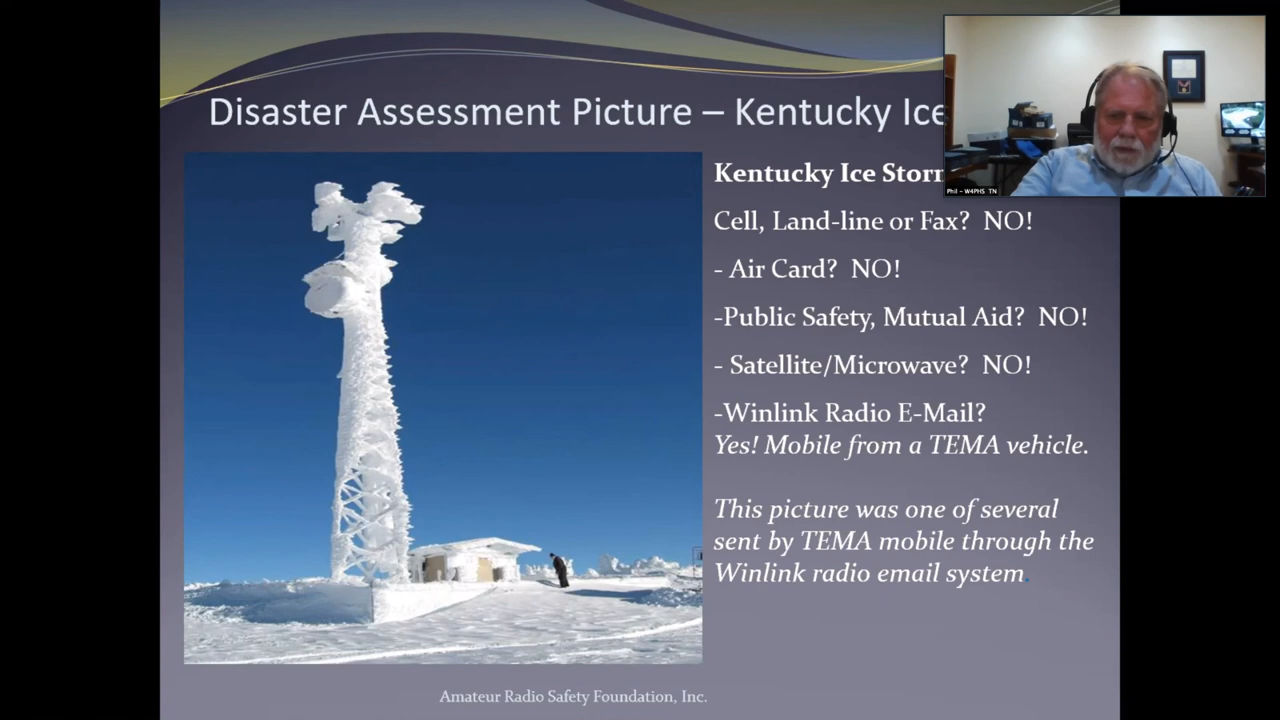 Disaster Assessment Picture – Kentucky Ice
Kentucky Ice
Cell, Land-line or Fax? NO!
- Air Card? NO!
-Public Safety, Mutual Aid? NO!
- Satellite/Microwave? NO!
-Winlink Radio E-Mail?
Yes! Mobile from a TEMA vehicle.
This picture was one of several
sent by TEMA mobile through the
Winlink radio email system.
Amateur Radio Safety Foundation, Inc.
Phil - W4PHS TN